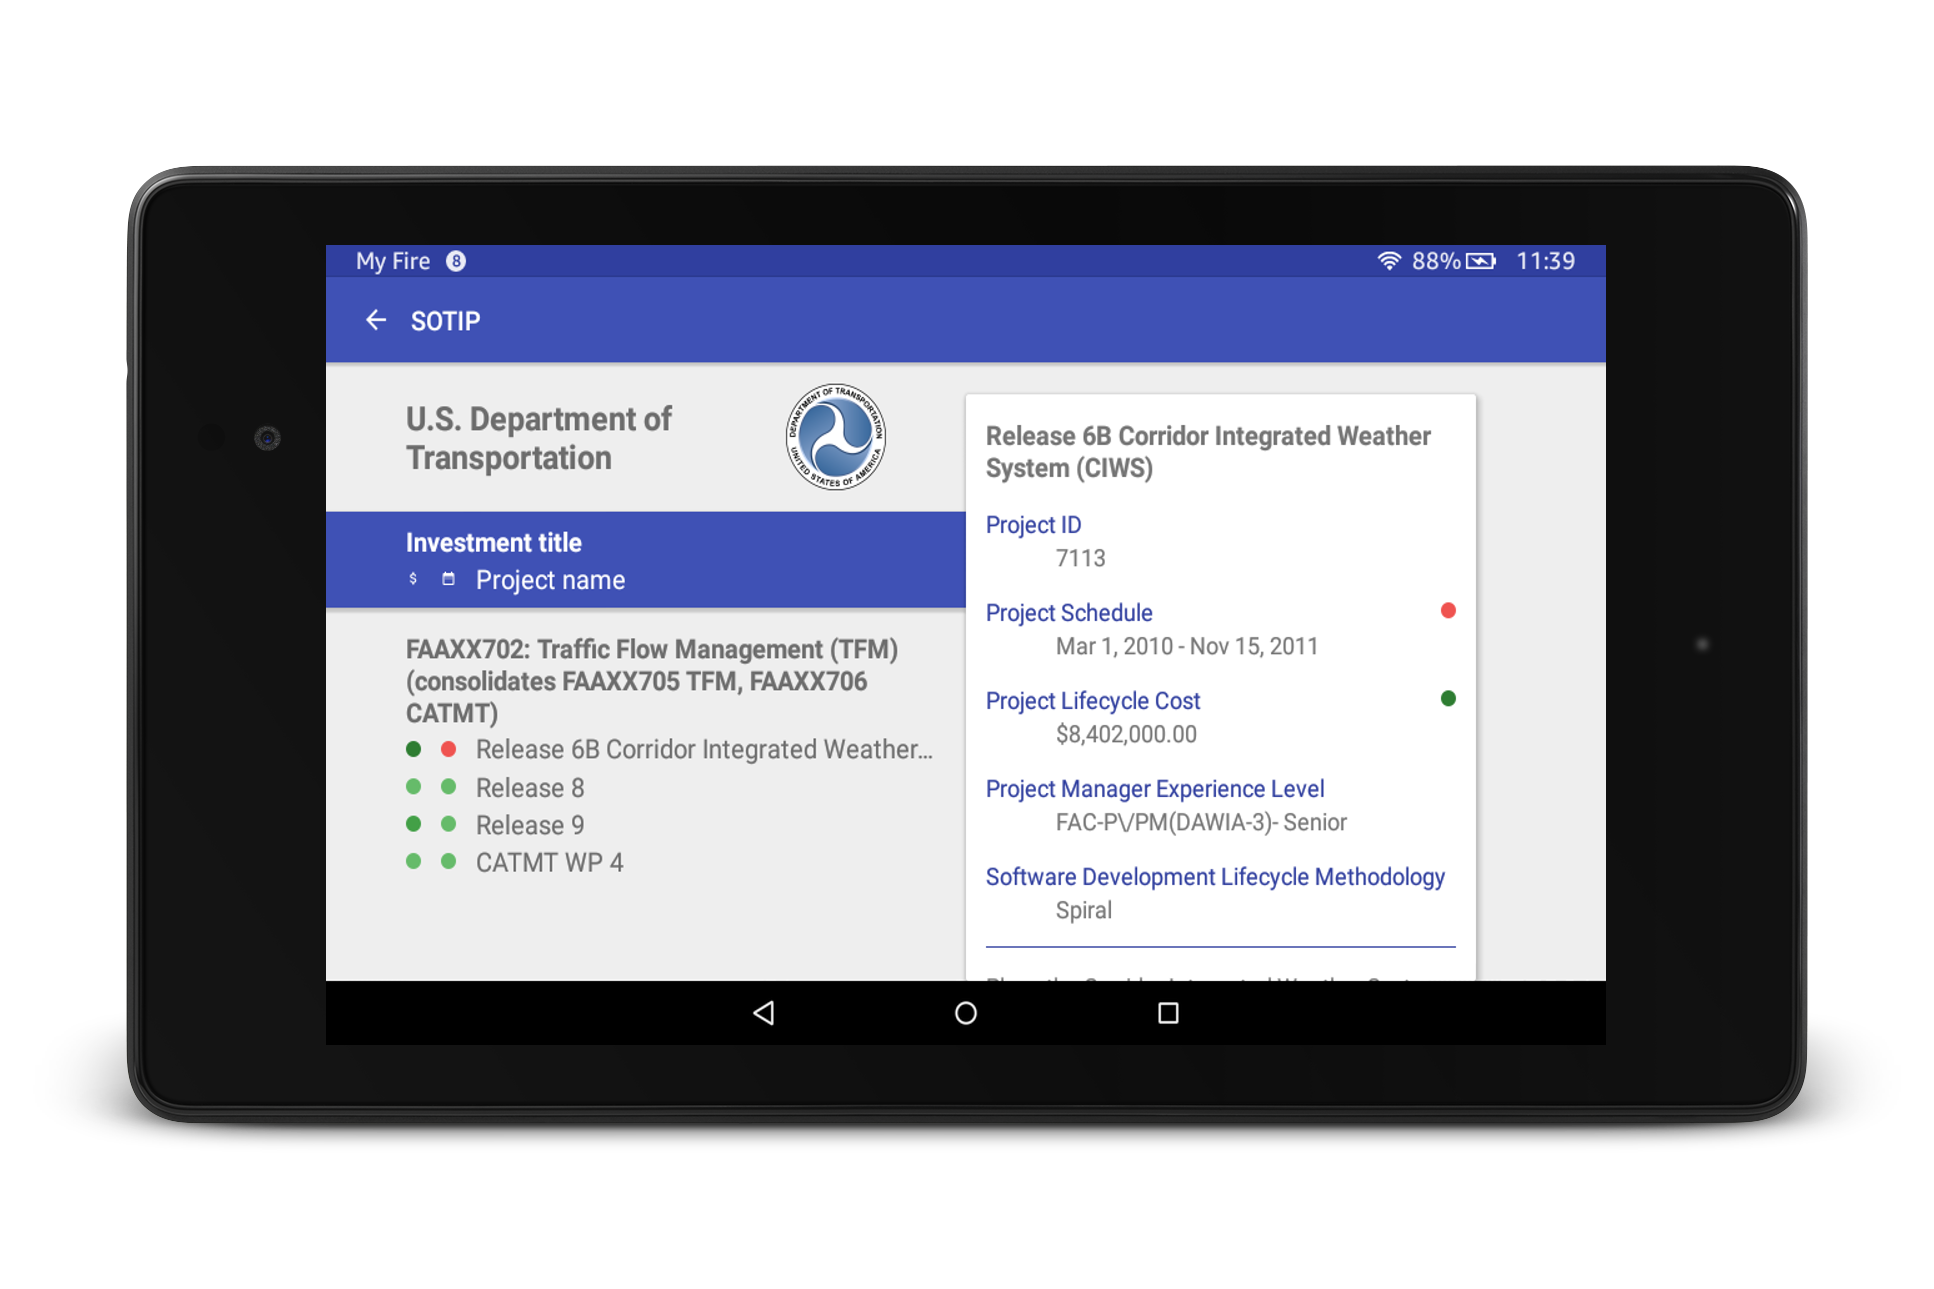 My Fire 8
88% 11:39
SOTIP
U.S. Department of
Transportation
DEPARTMENT OF TRANSPORTATION
UNITED STATES OF AMERICA
Investment title
$ Project name
FAAXX702: Traffic Flow Management (TFM)
(consolidates FAAXX705 TFM, FAAXX706
CATMT)
Release 6B Corridor Integrated Weather...
Release 8
Release 9
CATMT WP 4
Release 6B Corridor Integrated Weather
System (CIWS)
Project ID
7113
Project Schedule
Mar 1, 2010 - Nov 15, 2011
Project Lifecycle Cost
$8,402,000.00
Project Manager Experience Level
FAC-P\/PM(DAWIA-3)- Senior
Software Development Lifecycle Methodology
Spiral